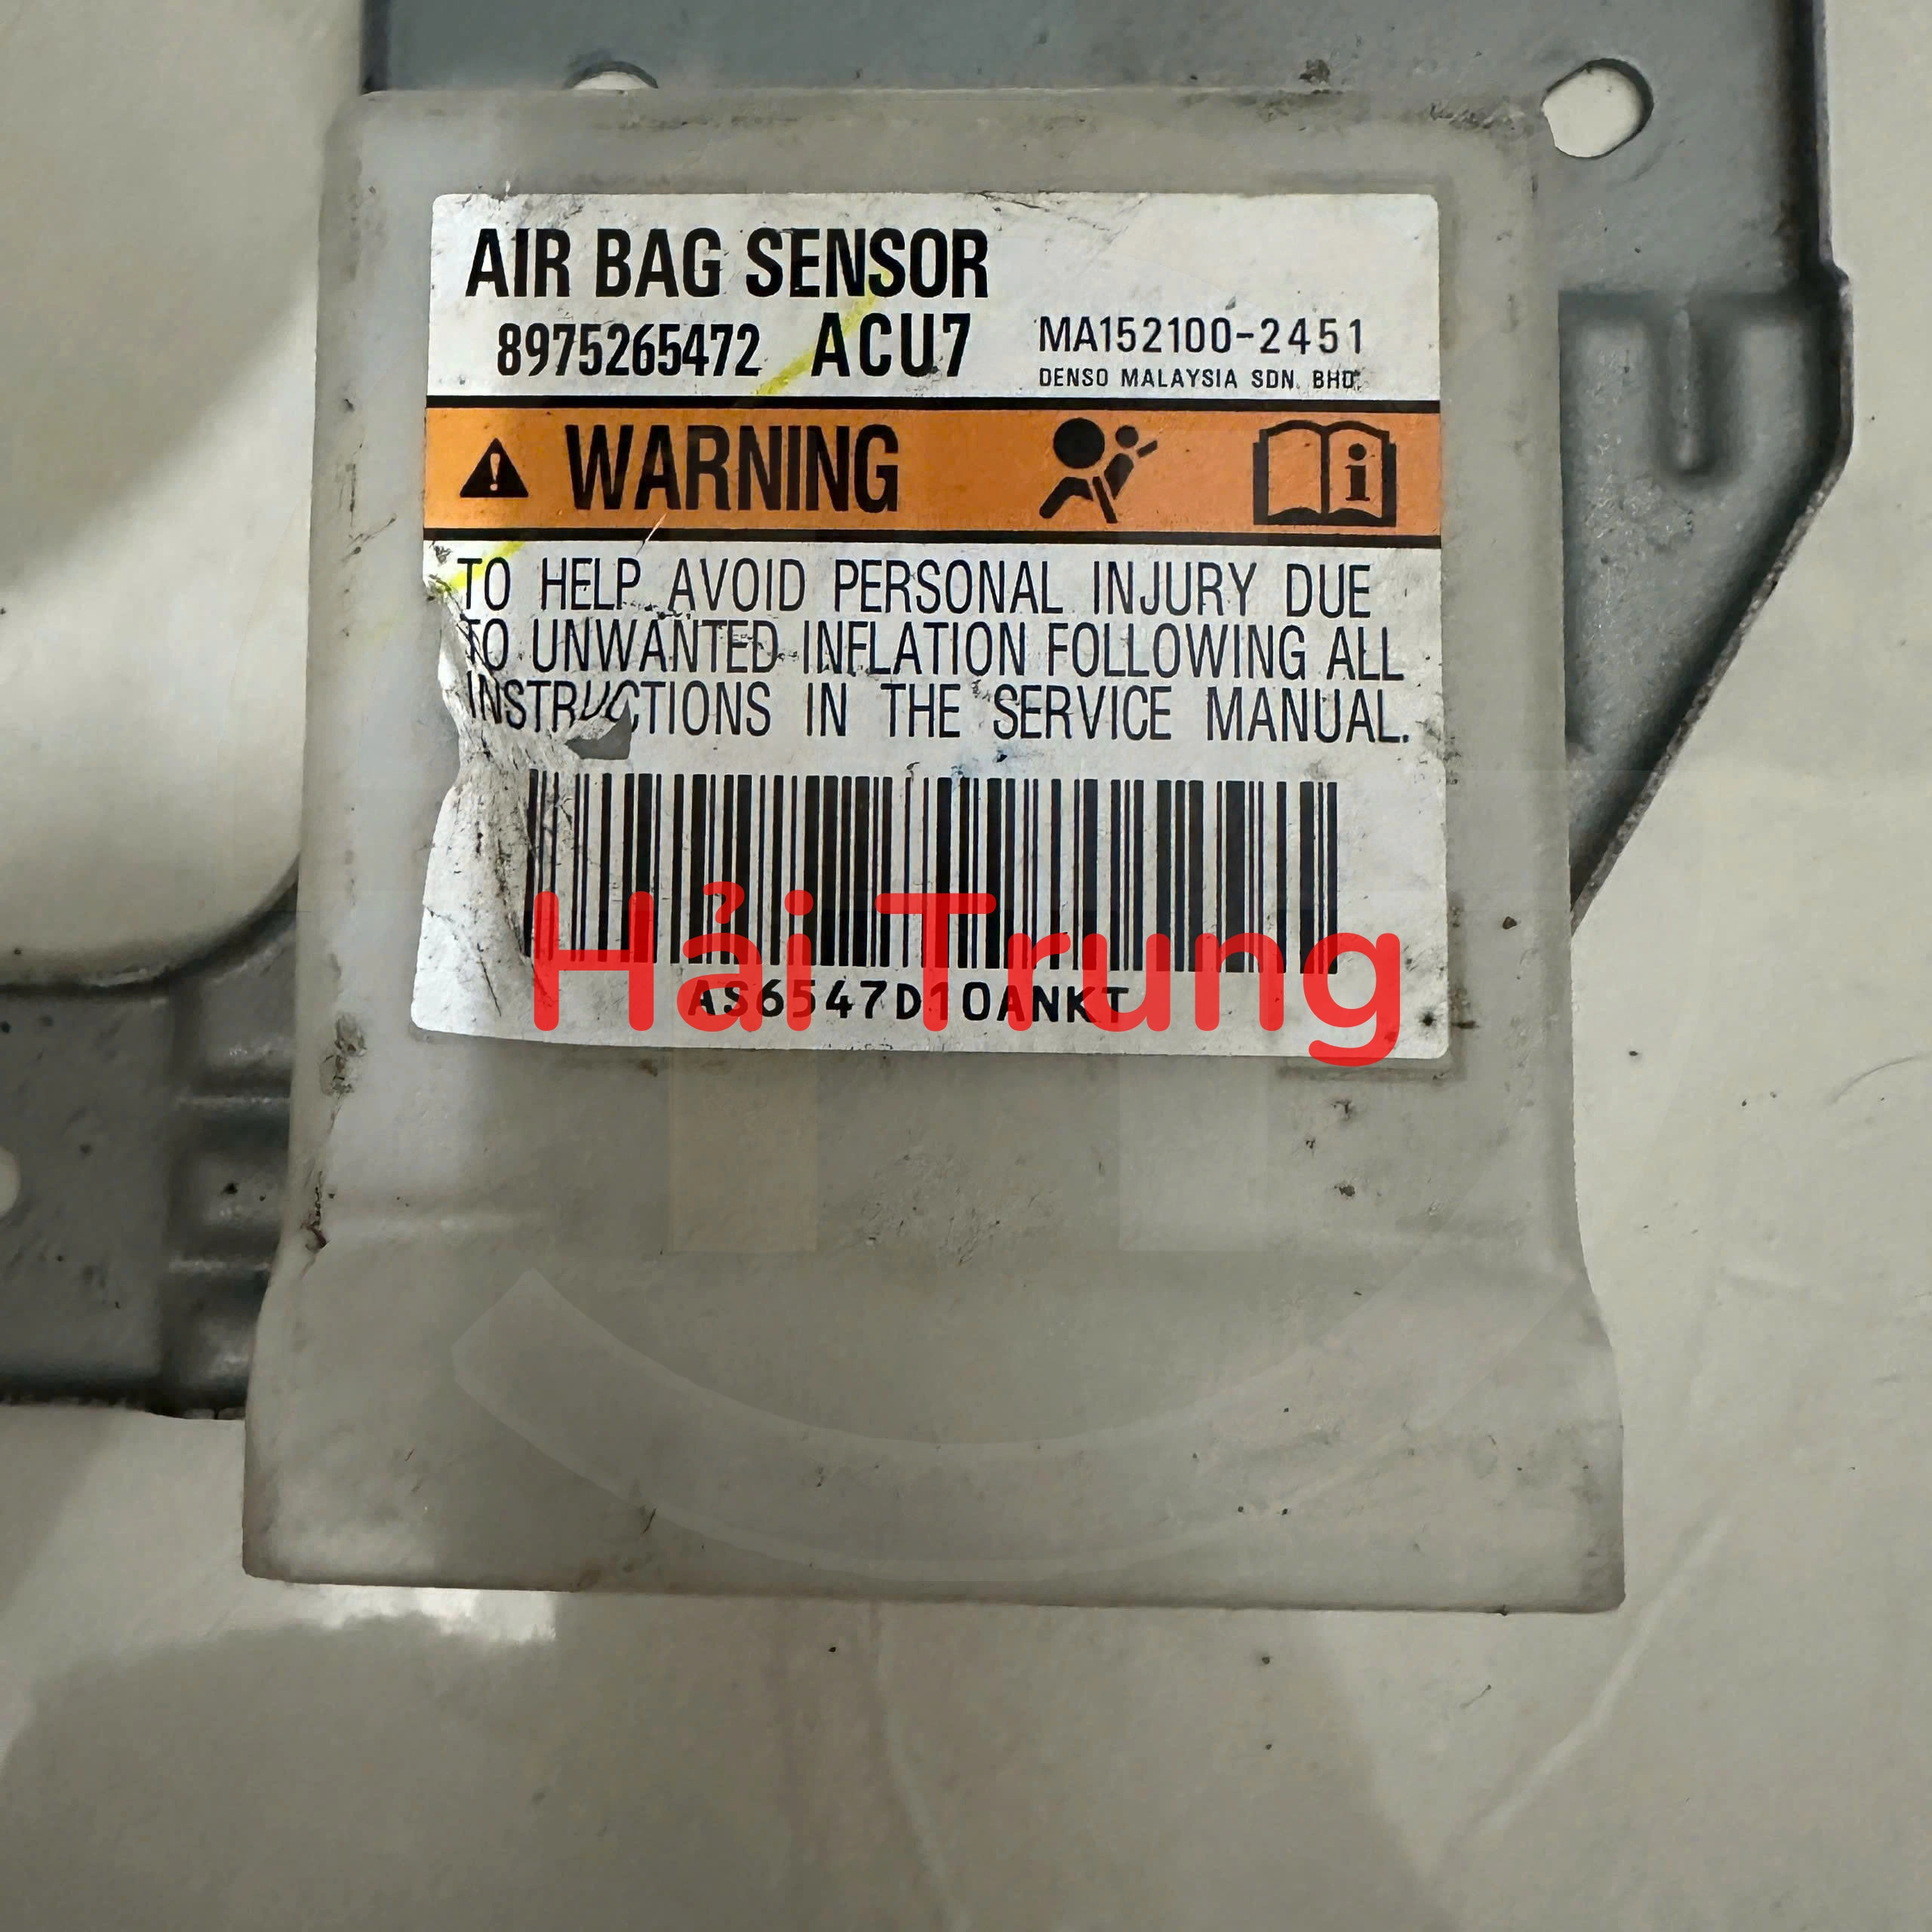 AIR BAG SENSOR
8975265472 ACU7
MA152100-2451
DENSO MALAYSIA SDN. BHD.
WARNING
TO HELP AVOID PERSONAL INJURY DUE
TO UNWANTED INFLATION FOLLOWING ALL
INSTRUCTIONS IN THE SERVICE MANUAL.
Hải Trung
AS6547D10ANKT